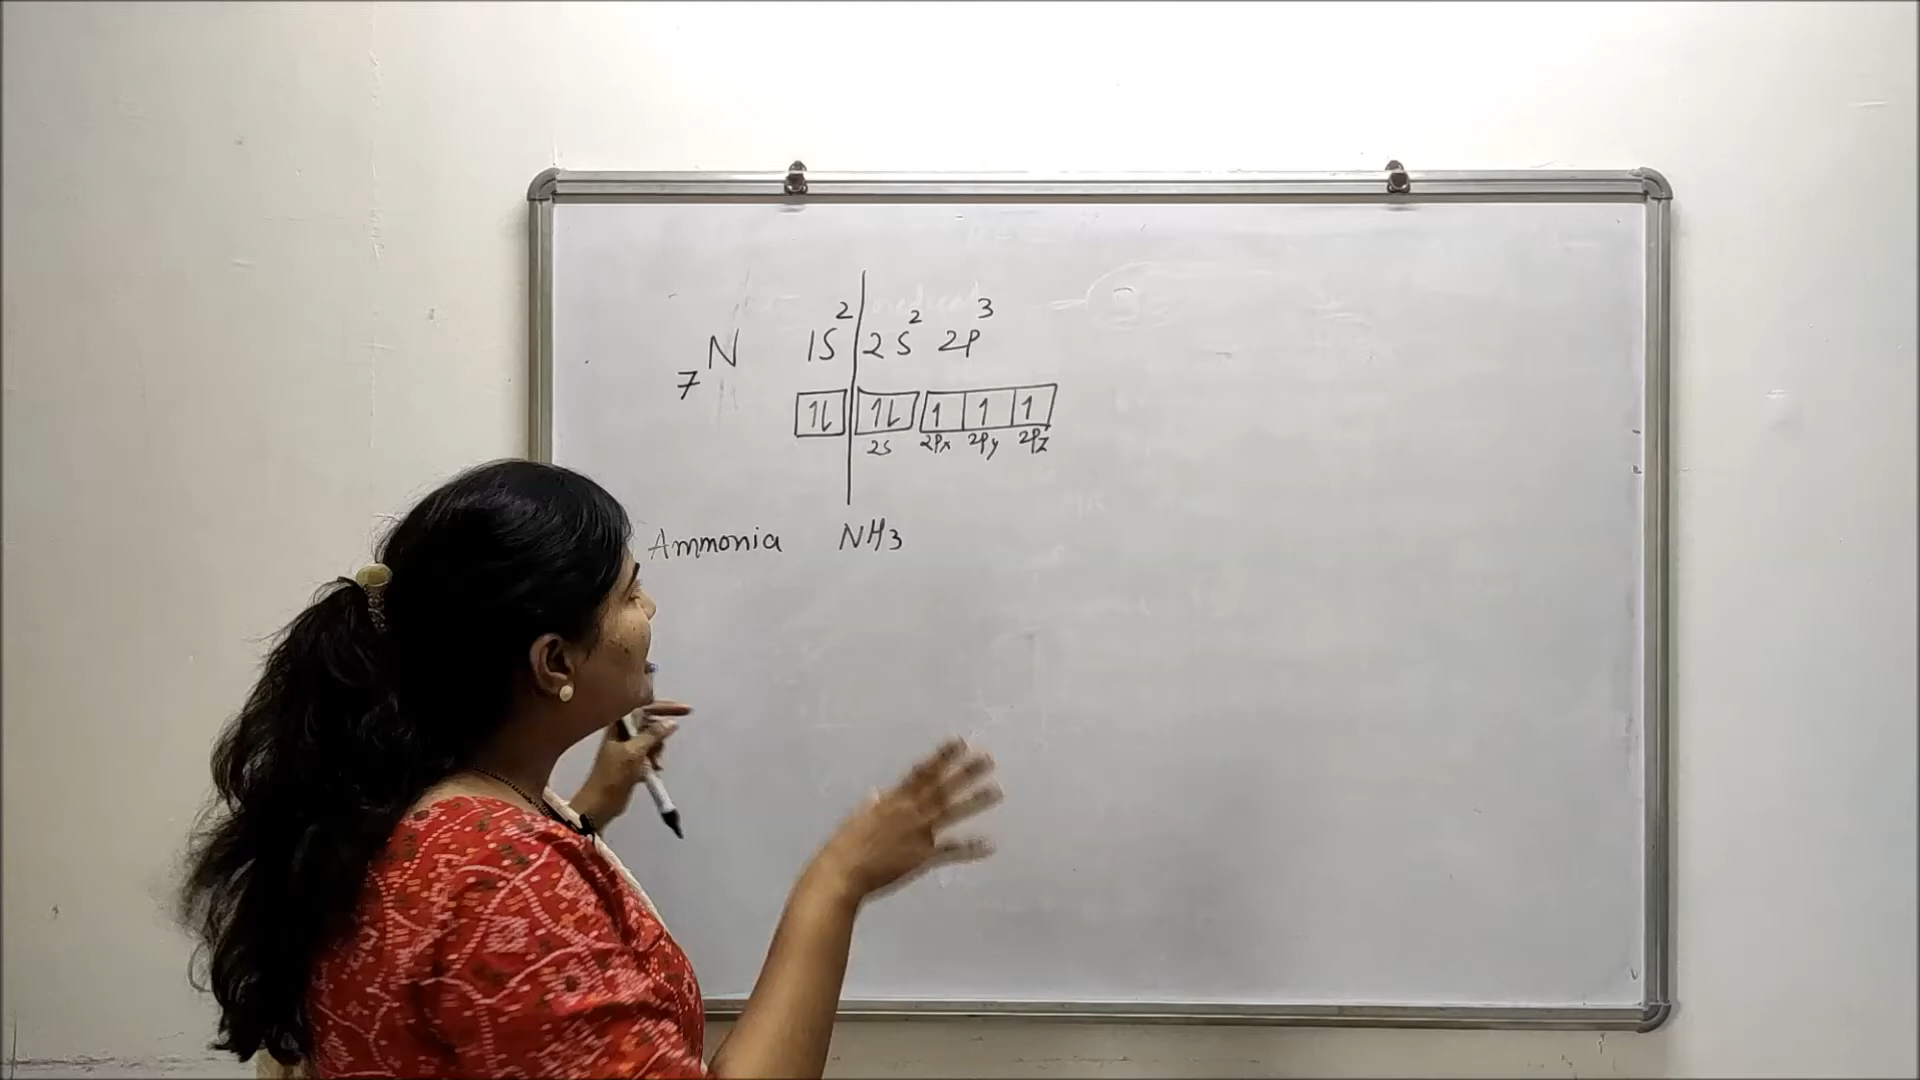 ₇N 1S² 2S² 2P³
1L 1L 1 1 1
2S 2Px 2Py 2Pz
Ammonia NH3